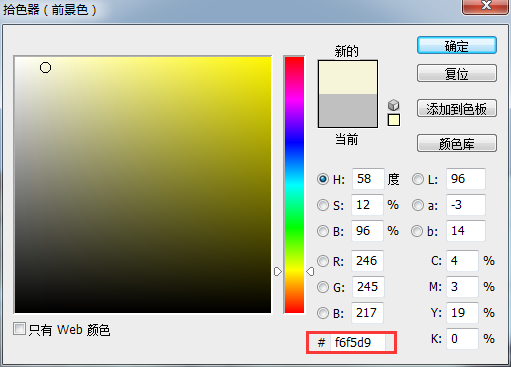 拾色器（前景色）
新的
当前
确定
复位
添加到色板
颜色库
H: 58 度 L: 96
S: 12 % a: -3
B: 96 % b: 14
R: 246 C: 4 %
G: 245 M: 3 %
B: 217 Y: 19 %
# f6f5d9 K: 0 %
只有 Web 颜色